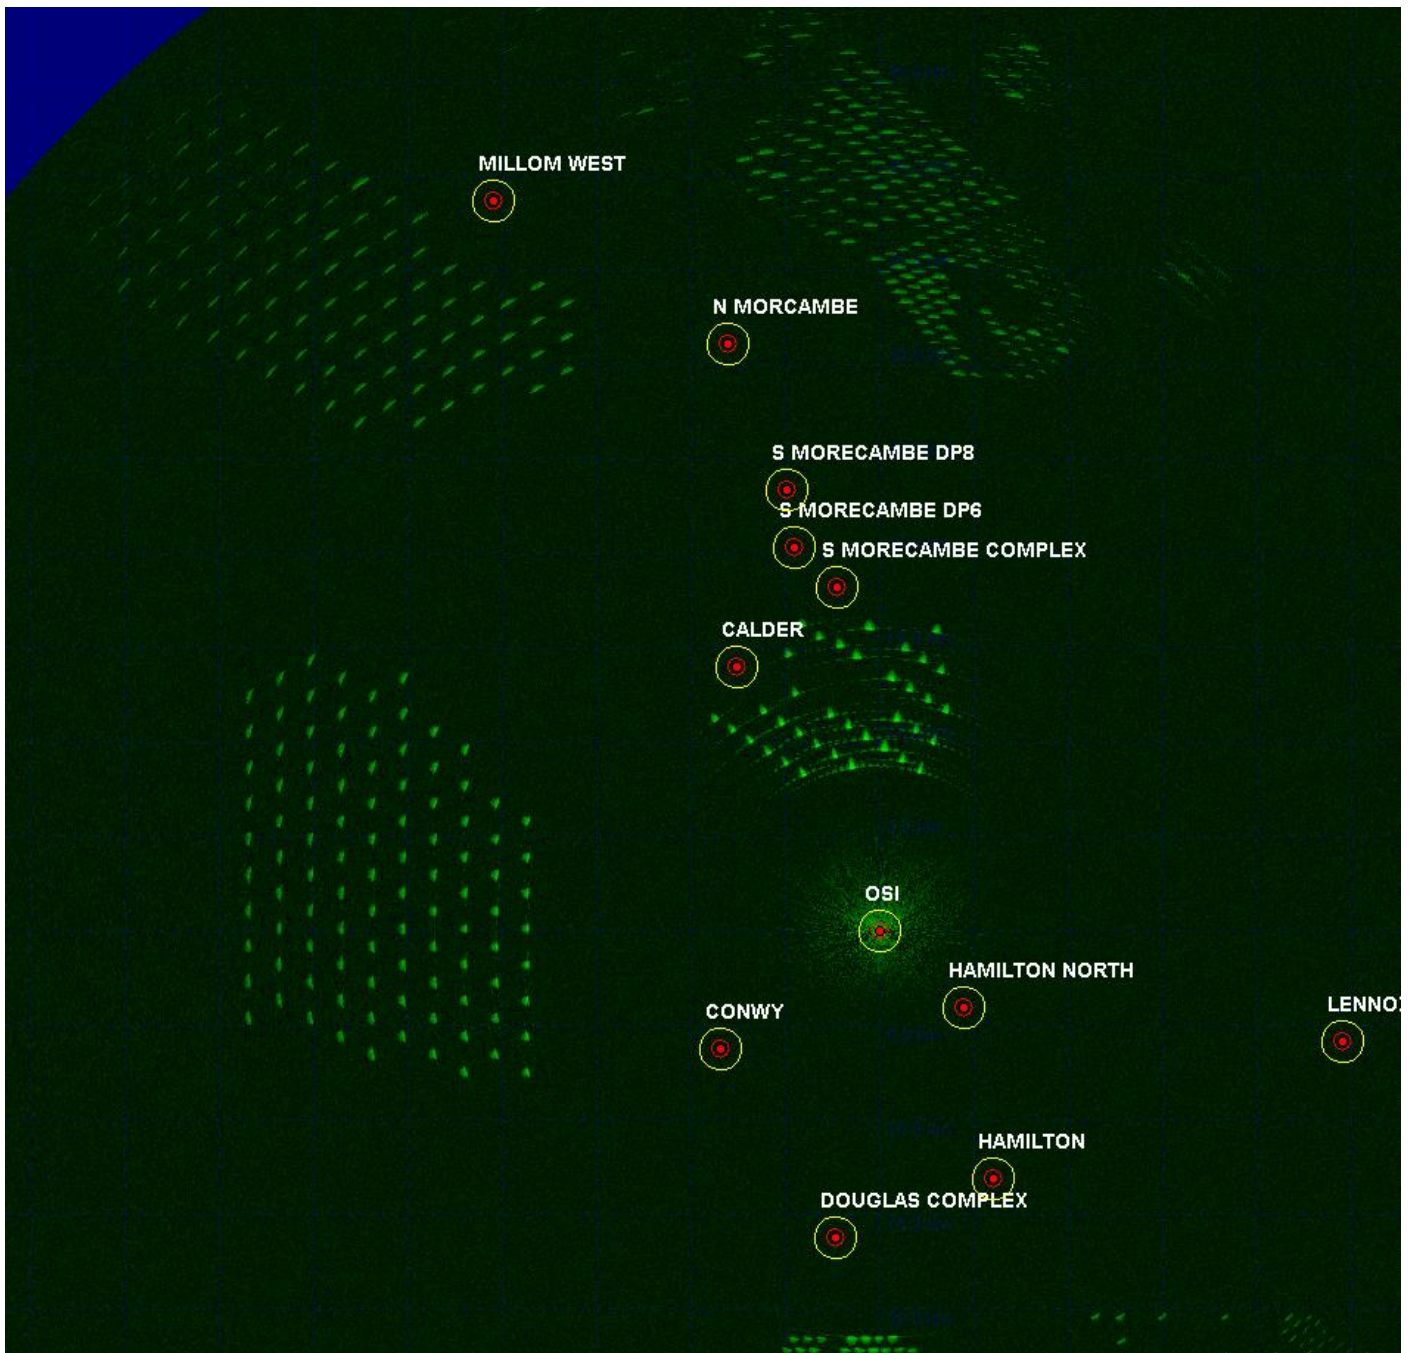 MILLOM WEST
N MORCAMBE
S MORECAMBE DP8
S MORECAMBE DP6
S MORECAMBE COMPLEX
CALDER
OSI
HAMILTON NORTH
CONWY
HAMILTON
DOUGLAS COMPLEX